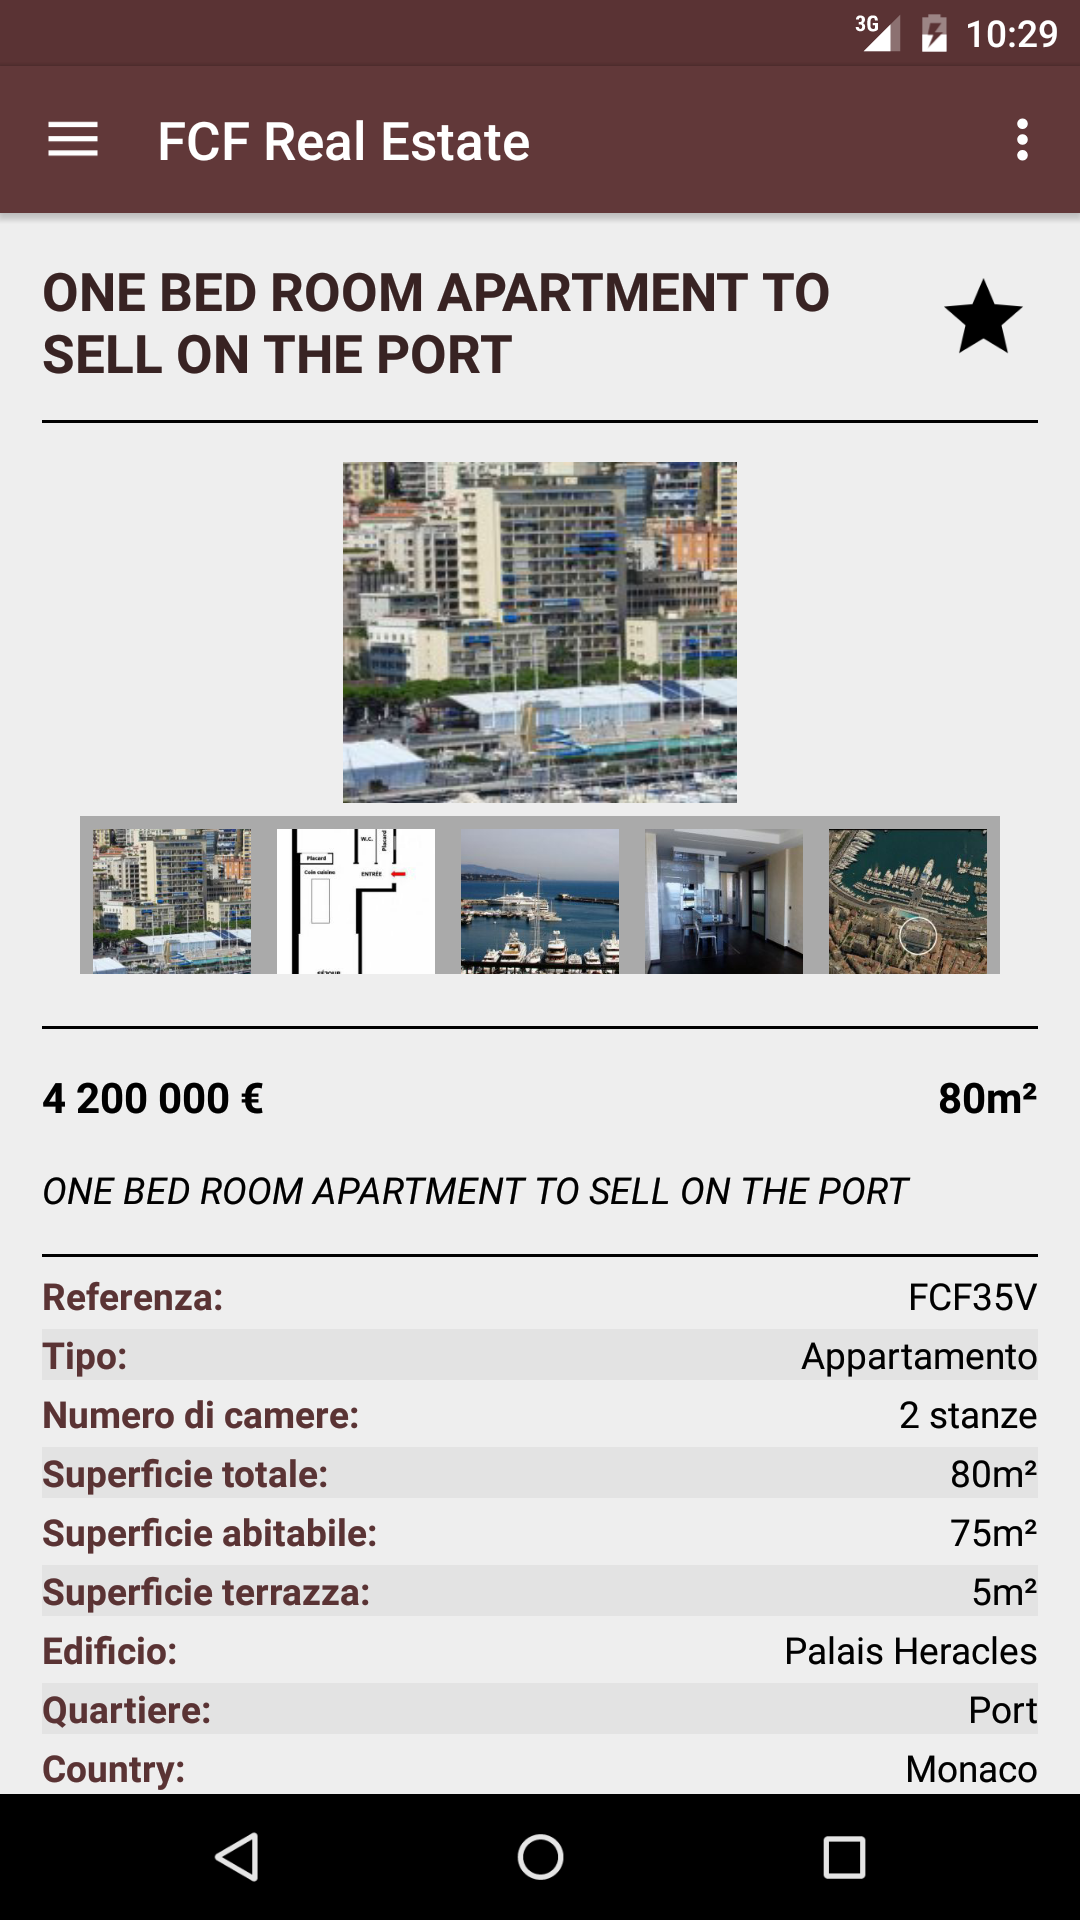 3G 10:29
FCF Real Estate
ONE BED ROOM APARTMENT TO
SELL ON THE PORT
W.C.
Placard
Placard
Coin cuisine
ENTRÉE
SÉJOUR
4 200 000 € 80m²
ONE BED ROOM APARTMENT TO SELL ON THE PORT
Referenza: FCF35V
Tipo: Appartamento
Numero di camere: 2 stanze
Superficie totale: 80m²
Superficie abitabile: 75m²
Superficie terrazza: 5m²
Edificio: Palais Heracles
Quartiere: Port
Country: Monaco